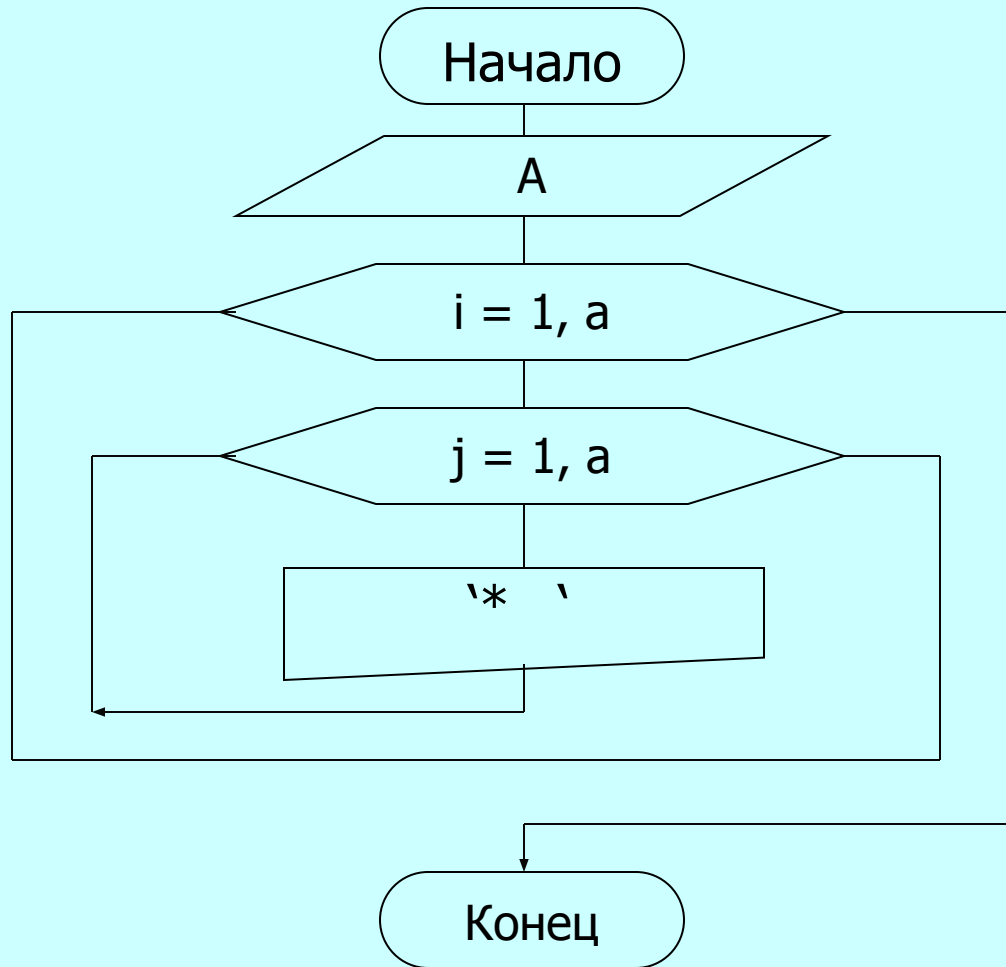 Начало
А
i = 1, a
j = 1, a
‵* ‵
Конец